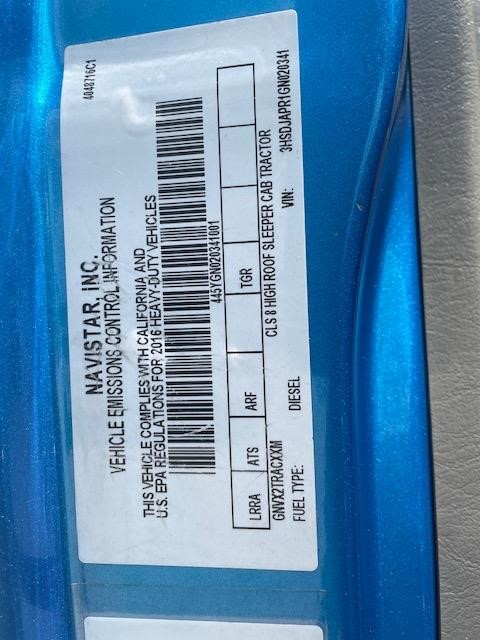 4048716C1
NAVISTAR, INC.
VEHICLE EMISSIONS CONTROL INFORMATION
THIS VEHICLE COMPLIES WITH CALIFORNIA AND
U.S. EPA REGULATIONS FOR 2016 HEAVY-DUTY VEHICLES
445YGN020341001
LRRA ATS ARF TGR
GNVX2TRACXXM CLS 8 HIGH ROOF SLEEPER CAB TRACTOR
FUEL TYPE: DIESEL VIN: 3HSDJAPR1GN020341